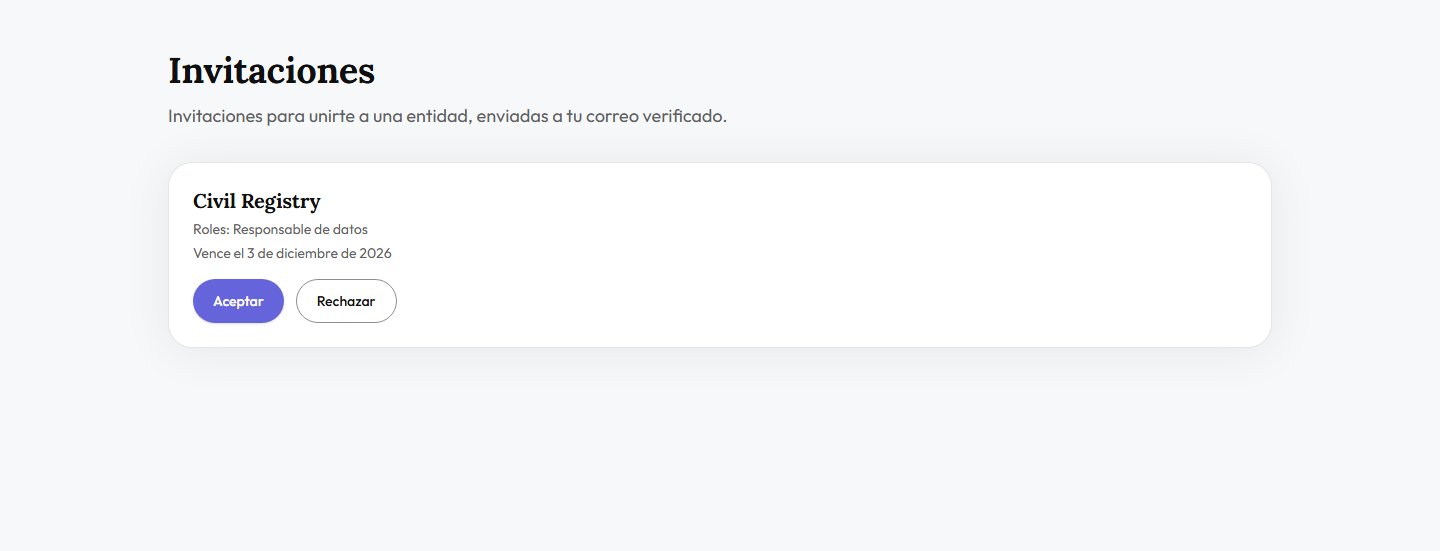 Invitaciones
Invitaciones para unirte a una entidad, enviadas a tu correo verificado.
Civil Registry
Roles: Responsable de datos
Vence el 3 de diciembre de 2026
Aceptar
Rechazar